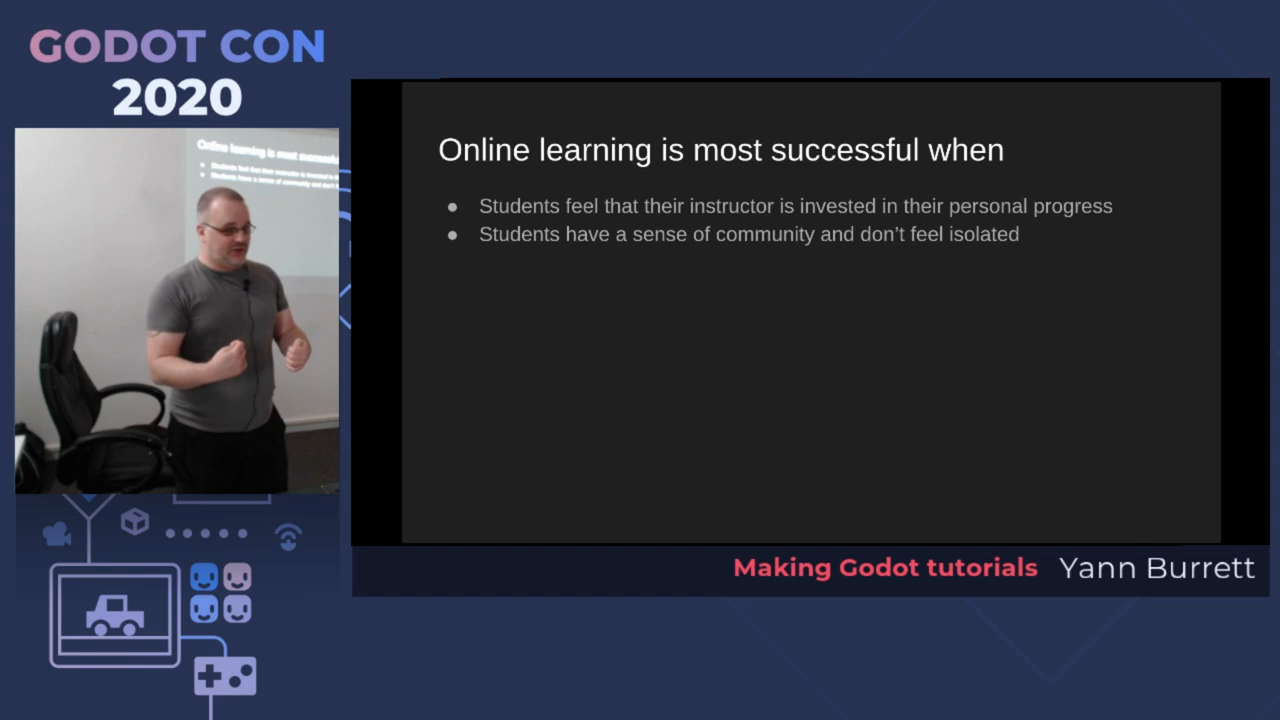 GODOT CON
2020
Online learning is most successful when
● Students feel that their instructor is invested in their personal progress
● Students have a sense of community and don't feel isolated
Making Godot tutorials Yann Burrett